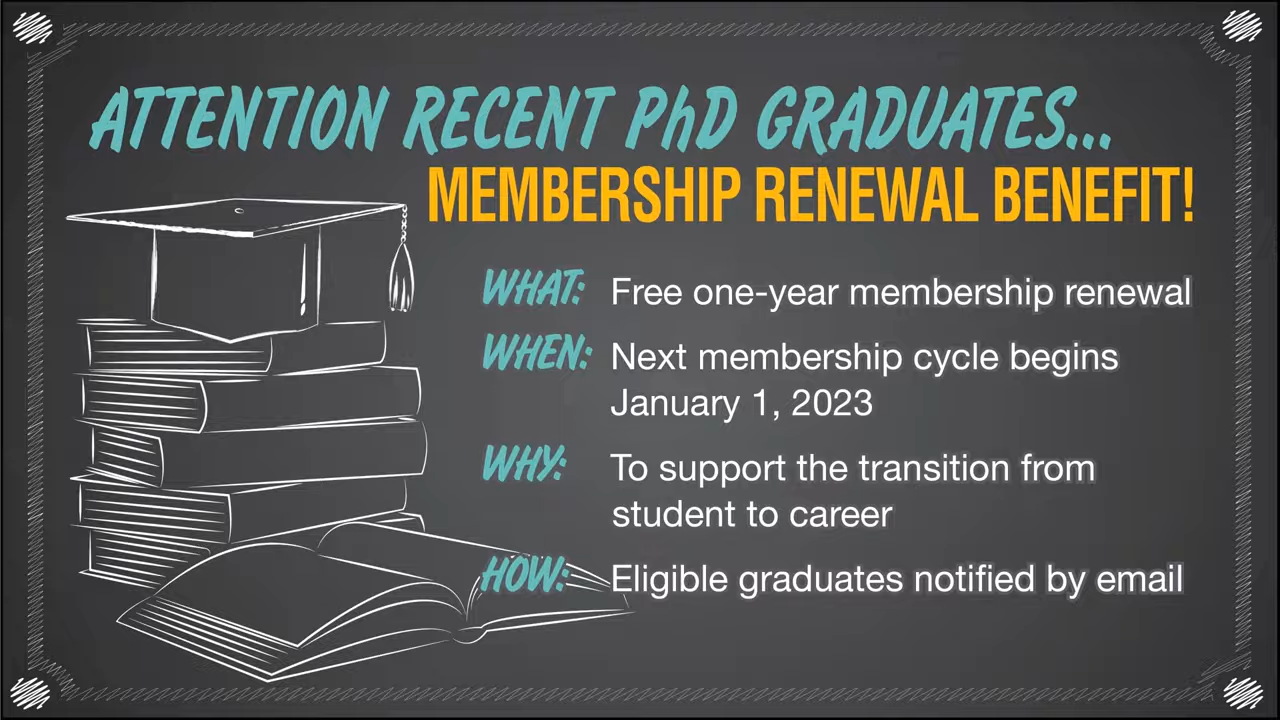 ATTENTION RECENT PhD GRADUATES...
MEMBERSHIP RENEWAL BENEFIT!
WHAT: Free one-year membership renewal
WHEN: Next membership cycle begins
January 1, 2023
WHY: To support the transition from
student to career
HOW: Eligible graduates notified by email